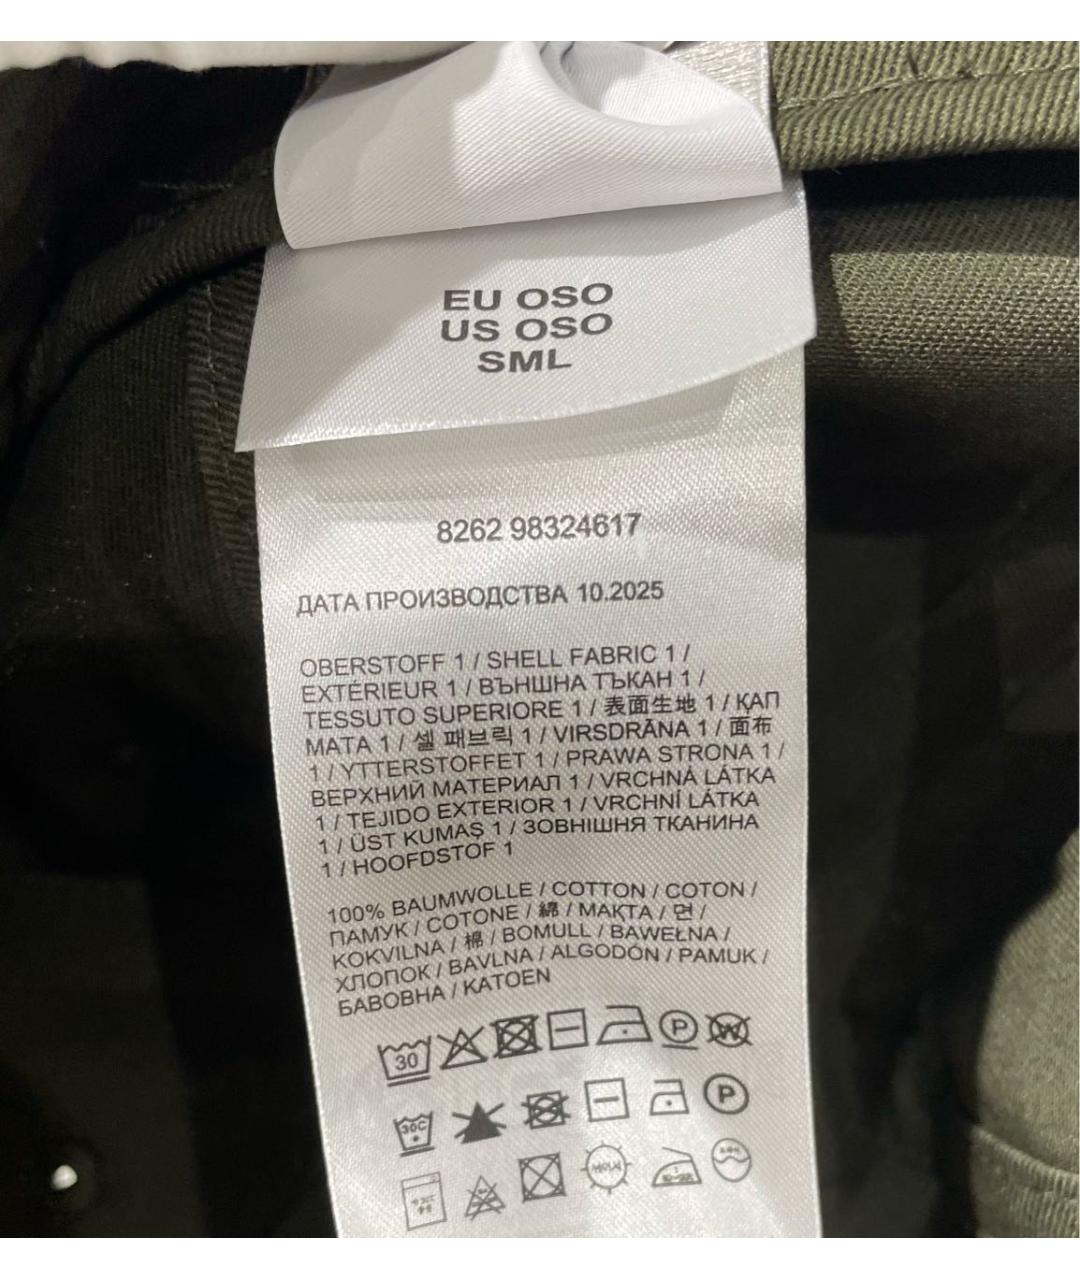 EU OSO
US OSO
SML
8262 98324617
ДАТА ПРОИЗВОДСТВА 10.2025
OBERSTOFF 1 / SHELL FABRIC 1 /
EXTÉRIEUR 1 / ВЪНШНА ТЪКАН 1 /
TESSUTO SUPERIORE 1 / 表面生地 1 / ҚАП
МАТА 1 / 셸 패브릭 1 / VIRSDRĀNA 1 / 面布
1 / YTTERSTOFFET 1 / PRAWA STRONA 1 /
ВЕРХНИЙ МАТЕРИАЛ 1 / VRCHNÁ LÁTKA
1 / TEJIDO EXTERIOR 1 / VRCHNÍ LÁTKA
1 / ÜST KUMAŞ 1 / ЗОВНІШНЯ ТКАНИНА
1 / HOOFDSTOF 1
100% BAUMWOLLE / COTTON / COTON /
ПАМУК / COTONE / 綿 / МАҚТА / 면 /
KOKVILNA / 棉 / BOMULL / BAWEŁNA /
ХЛОПОК / BAVLNA / ALGODÓN / PAMUK /
БАВОВНА / KATOEN
30 P W
30C P